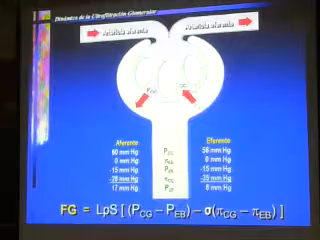 Dinámica de la Ultrafiltración Glomerular
Arteriola aferente
Arteriola eferente
Aferente
60 mm Hg
0 mm Hg
-15 mm Hg
-28 mm Hg
17 mm Hg
P
Eferente
58 mm Hg
0 mm Hg
-15 mm Hg
-35 mm Hg
8 mm Hg
FG = LpS [ (PCG – PEB) – σ(πCG – πEB) ]